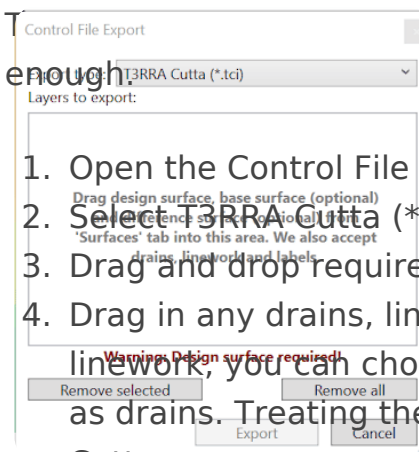 T
Control File Export
enough.
Export type: T3RRA Cutta (*.tci)
Layers to export:
1. Open the Control File
Drag design surface, base surface (optional)
2. Select T3RRA Cutta (*
and difference surface (optional) from
'Surfaces' tab into this area. We also accept
drains, linework and labels.
3. Drag and drop require
4. Drag in any drains, lin
Warning: Design surface required!
linework, you can cho
Remove selected Remove all
as drains. Treating the
Export Cancel